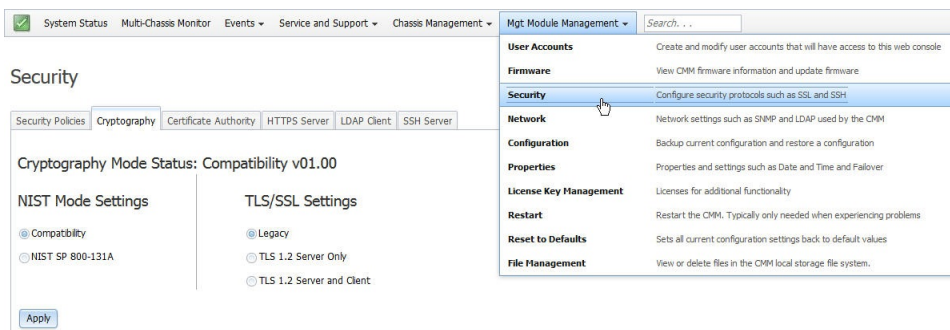 System Status Multi-Chassis Monitor Events Service and Support Chassis Management Mgt Module Management Search. . .
User Accounts Create and modify user accounts that will have access to this web console
Firmware View CMM firmware information and update firmware
Security Configure security protocols such as SSL and SSH
Network Network settings such as SNMP and LDAP used by the CMM
Configuration Backup current configuration and restore a configuration
Properties Properties and settings such as Date and Time and Failover
License Key Management Licenses for additional functionality
Restart Restart the CMM. Typically only needed when experiencing problems
Reset to Defaults Sets all current configuration settings back to default values
File Management View or delete files in the CMM local storage file system.
Security
Security Policies Cryptography Certificate Authority HTTPS Server LDAP Client SSH Server
Cryptography Mode Status: Compatibility v01.00
NIST Mode Settings
Compatibility
NIST SP 800-131A
TLS/SSL Settings
Legacy
TLS 1.2 Server Only
TLS 1.2 Server and Client
Apply